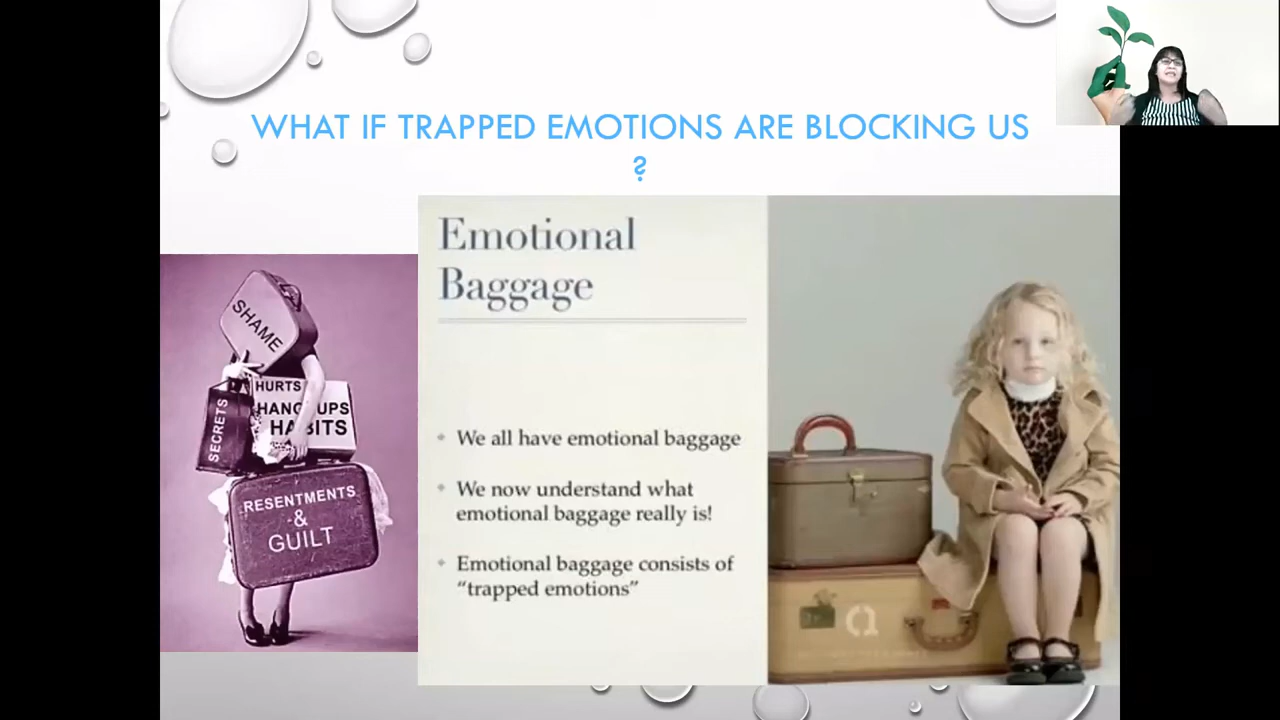 WHAT IF TRAPPED EMOTIONS ARE BLOCKING US
?
Emotional
Baggage
We all have emotional baggage
We now understand what
emotional baggage really is!
Emotional baggage consists of
“trapped emotions”
SHAME
HURTS
SECRETS
HANG UPS
HABITS
RESENTMENTS
&
GUILT